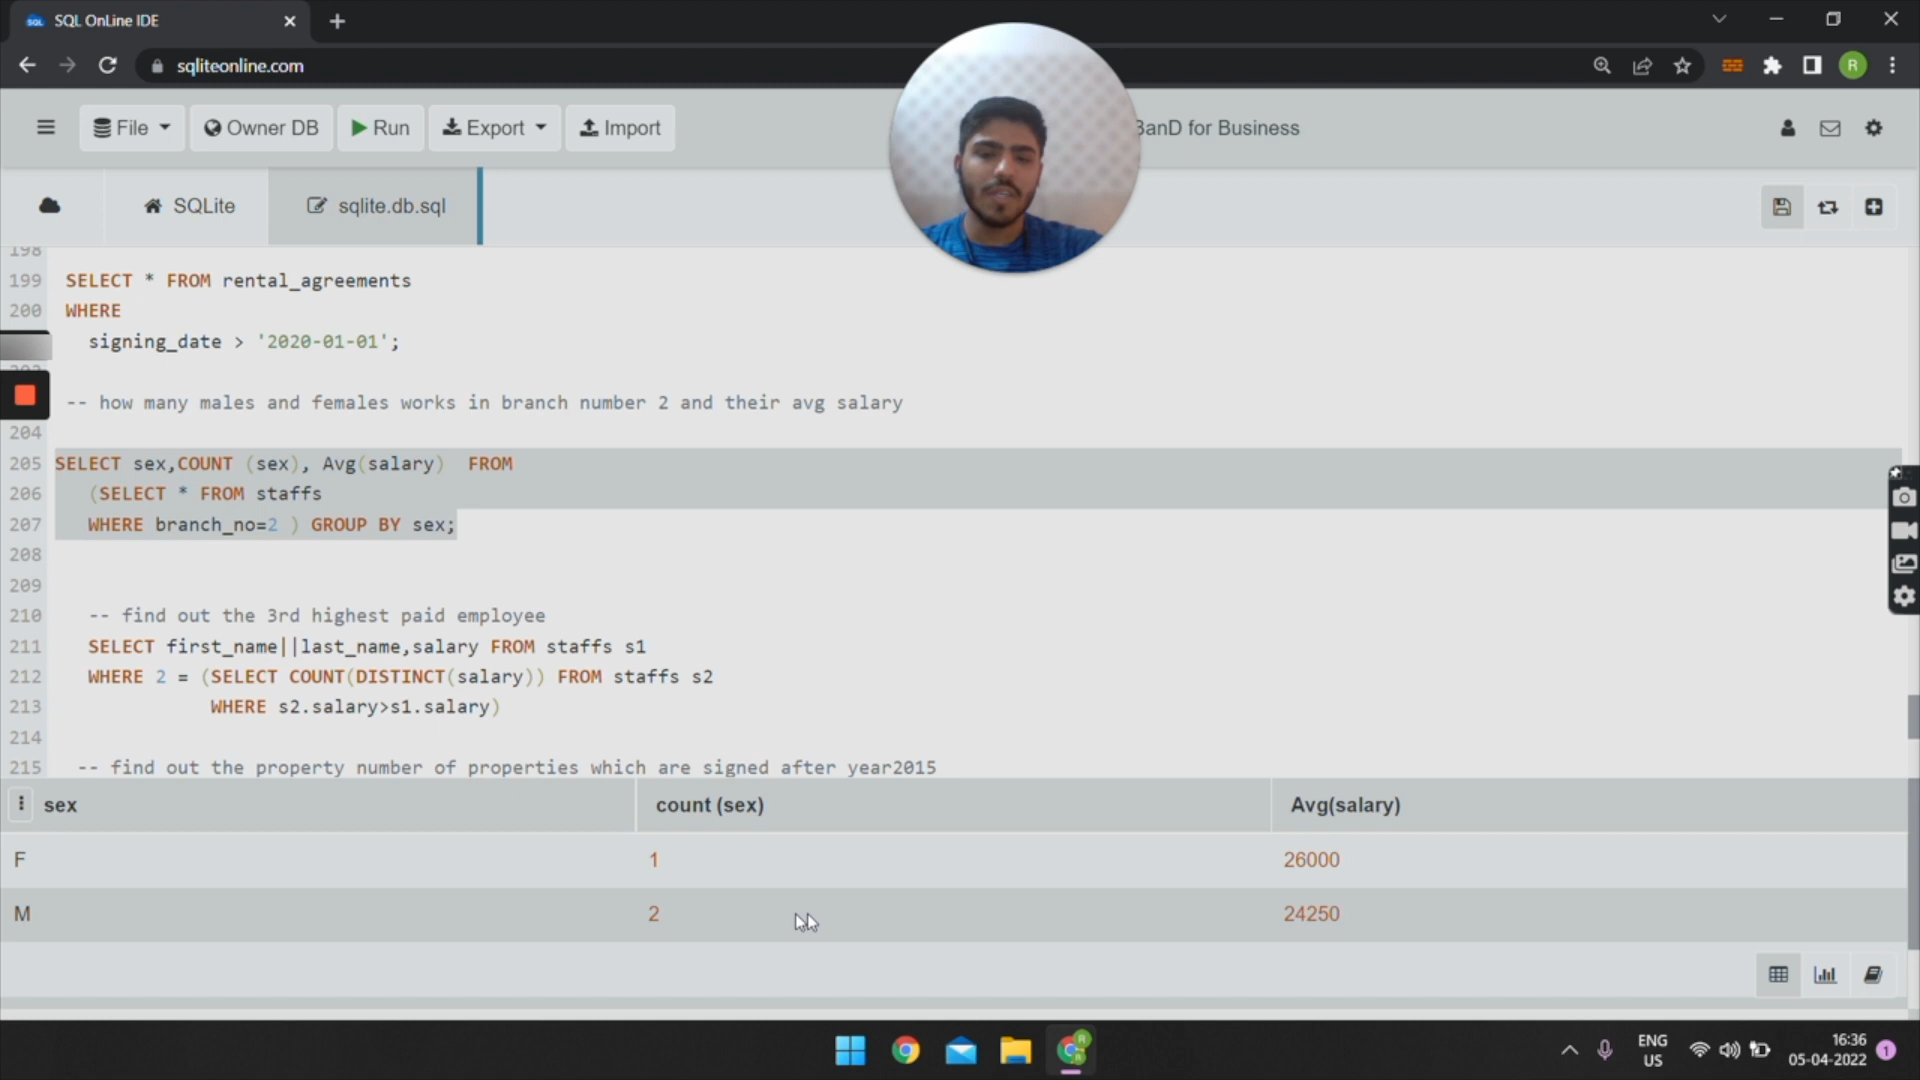 SQL OnLine IDE
sqliteonline.com
R
File
Owner DB
Run
Export
Import
BanD for Business
SQLite
sqlite.db.sql
198
199 SELECT * FROM rental_agreements
200 WHERE
signing_date > '2020-01-01';
-- how many males and females works in branch number 2 and their avg salary
204
205 SELECT sex,COUNT (sex), Avg(salary) FROM
206 (SELECT * FROM staffs
207 WHERE branch_no=2 ) GROUP BY sex;
208
209
210 -- find out the 3rd highest paid employee
211 SELECT first_name||last_name,salary FROM staffs s1
212 WHERE 2 = (SELECT COUNT(DISTINCT(salary)) FROM staffs s2
213 WHERE s2.salary>s1.salary)
214
215 -- find out the property number of properties which are signed after year2015
sex count (sex) Avg(salary)
F 1 26000
M 2 24250
ENG
US
16:36
05-04-2022
1